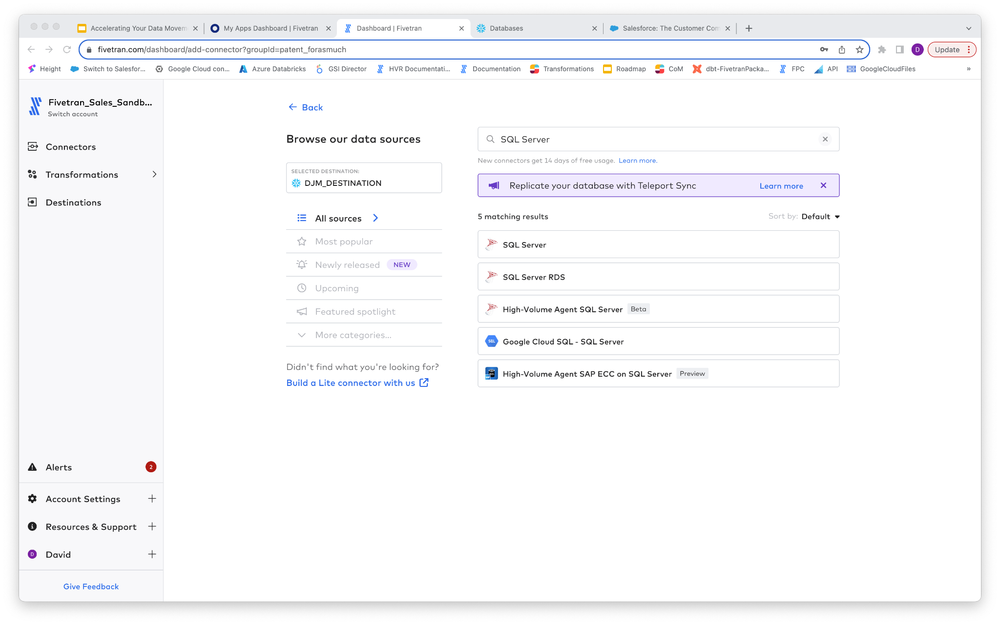 Accelerating Your Data Movem
My Apps Dashboard | Fivetran
Dashboard | Fivetran
Databases
Salesforce: The Customer Com
fivetran.com/dashboard/add-connector?groupId=patent_forasmuch
D
Update
Height
Switch to Salesfor...
Google Cloud con...
Azure Databricks
GSI Director
HVR Documentati...
Documentation
Transformations
Roadmap
CoM
dbt-FivetranPacka...
FPC
API
GoogleCloudFiles
»
Fivetran_Sales_Sandb...
Switch account
Connectors
Transformations
Destinations
Alerts
2
Account Settings
Resources & Support
D
David
Give Feedback
Back
Browse our data sources
SELECTED DESTINATION:
DJM_DESTINATION
All sources
Most popular
Newly released
NEW
Upcoming
Featured spotlight
More categories...
Didn't find what you're looking for?
Build a Lite connector with us
SQL Server
New connectors get 14 days of free usage. Learn more.
Replicate your database with Teleport Sync
Learn more
5 matching results
Sort by: Default
SQL Server
SQL Server RDS
High-Volume Agent SQL Server
Beta
SQL
Google Cloud SQL - SQL Server
SQL
SAP
High-Volume Agent SAP ECC on SQL Server
Preview